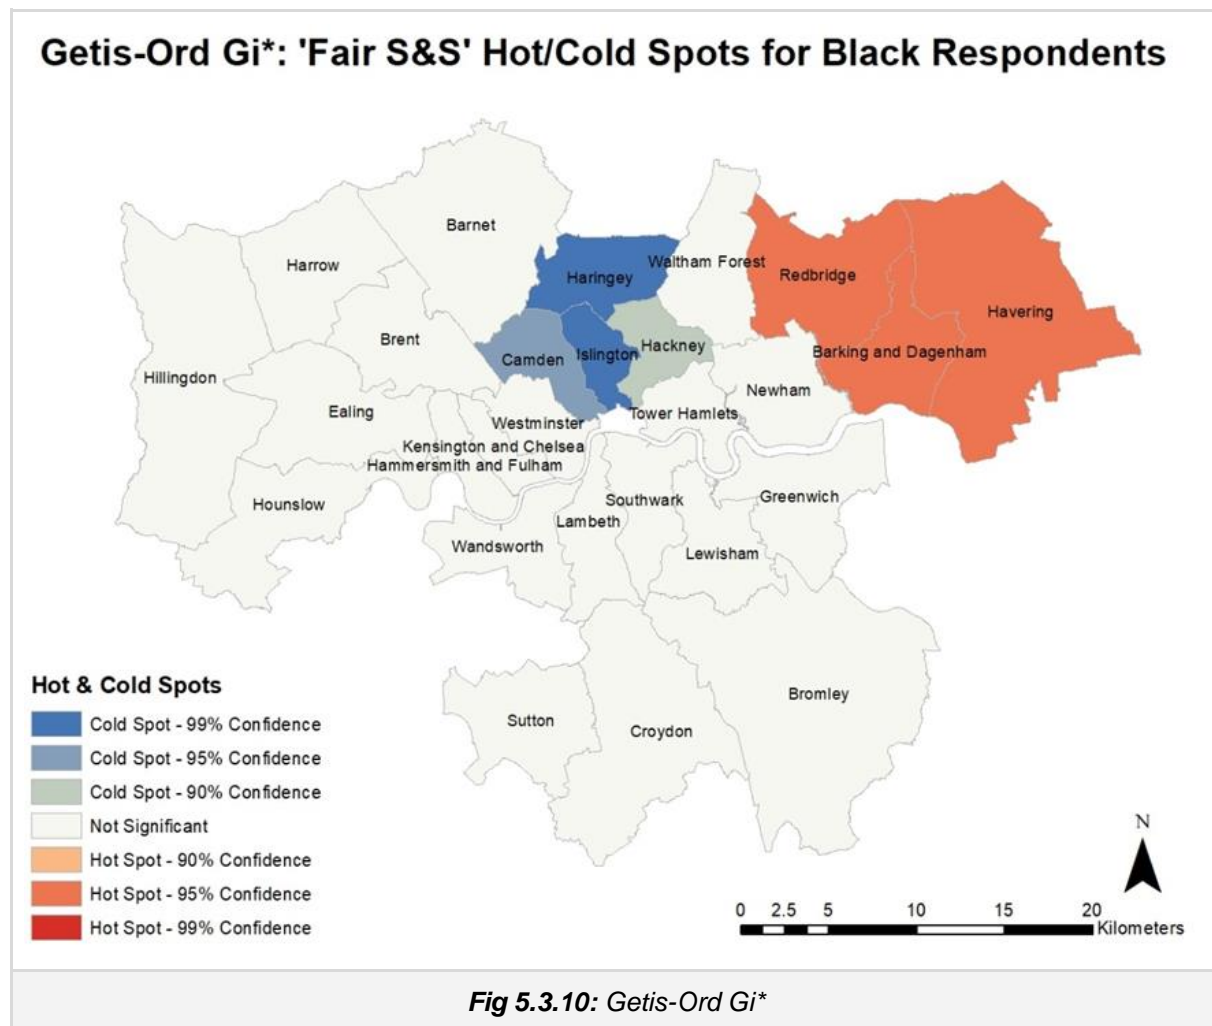 Getis-Ord Gi*: 'Fair S&S' Hot/Cold Spots for Black Respondents
Barnet
Harrow
Haringey
Waltham Forest
Redbridge
Havering
Brent
Camden
Islington
Hackney
Barking and Dagenham
Hillingdon
Newham
Ealing
Westminster
Tower Hamlets
Kensington and Chelsea
Hammersmith and Fulham
Hounslow
Southwark
Greenwich
Lambeth
Wandsworth
Lewisham
Bromley
Sutton
Croydon
Hot & Cold Spots
Cold Spot - 99% Confidence
Cold Spot - 95% Confidence
Cold Spot - 90% Confidence
Not Significant
Hot Spot - 90% Confidence
Hot Spot - 95% Confidence
Hot Spot - 99% Confidence
N
0 2.5 5 10 15 20
Kilometers
Fig 5.3.10: Getis-Ord Gi*